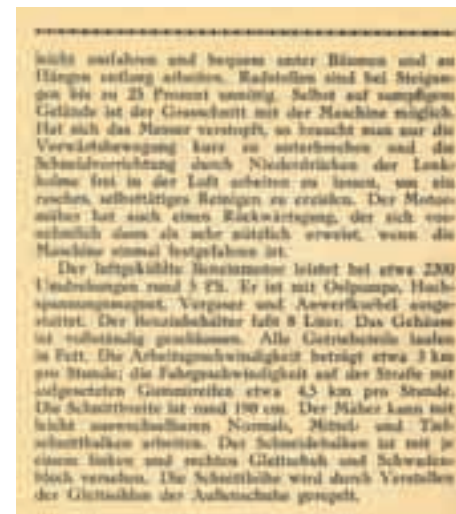 leicht umfahren und bequem unter Bäumen und an
Hängen entlang arbeiten. Radstollen sind bei Steigun-
gen bis zu 25 Prozent unnötig. Selbst auf sumpfigem
Gelände ist der Grasschnitt mit der Maschine möglich.
Hat sich das Messer verstopft, so braucht man nur die
Vorwärtsbewegung kurz zu unterbrechen und die
Schneidvorrichtung durch Niederdrücken der Lenk-
holme frei in der Luft arbeiten zu lassen, um ein
rasches, selbsttätiges Reinigen zu erzielen. Der Motor-
mäher hat auch einen Rückwärtsgang, der sich vor-
nehmlich dann als sehr nützlich erweist, wenn die
Maschine einmal festgefahren ist.
Der luftgekühlte Benzinmotor leistet bei etwa 2200
Umdrehungen rund 5 PS. Er ist mit Oelpumpe, Hoch-
spannungsmagnet, Vergaser und Anwerfkurbel ausge-
stattet. Der Benzinbehälter faßt 8 Liter. Das Gehäuse
ist vollständig geschlossen. Alle Getriebeteile laufen
in Fett. Die Arbeitsgeschwindigkeit beträgt etwa 3 km
pro Stunde; die Fahrgeschwindigkeit auf der Straße mit
aufgesetzten Gummireifen etwa 4,5 km pro Stunde.
Die Schnittbreite ist rund 190 cm. Der Mäher kann mit
leicht auswechselbaren Normal-, Mittel- und Tief-
schnittbalken arbeiten. Der Schneidebalken ist mit je
einem linken und rechten Gleitschuh und Schwaden-
blech versehen. Die Schnitthöhe wird durch Verstellen
der Gleitsohlen der Außenschuhe geregelt.